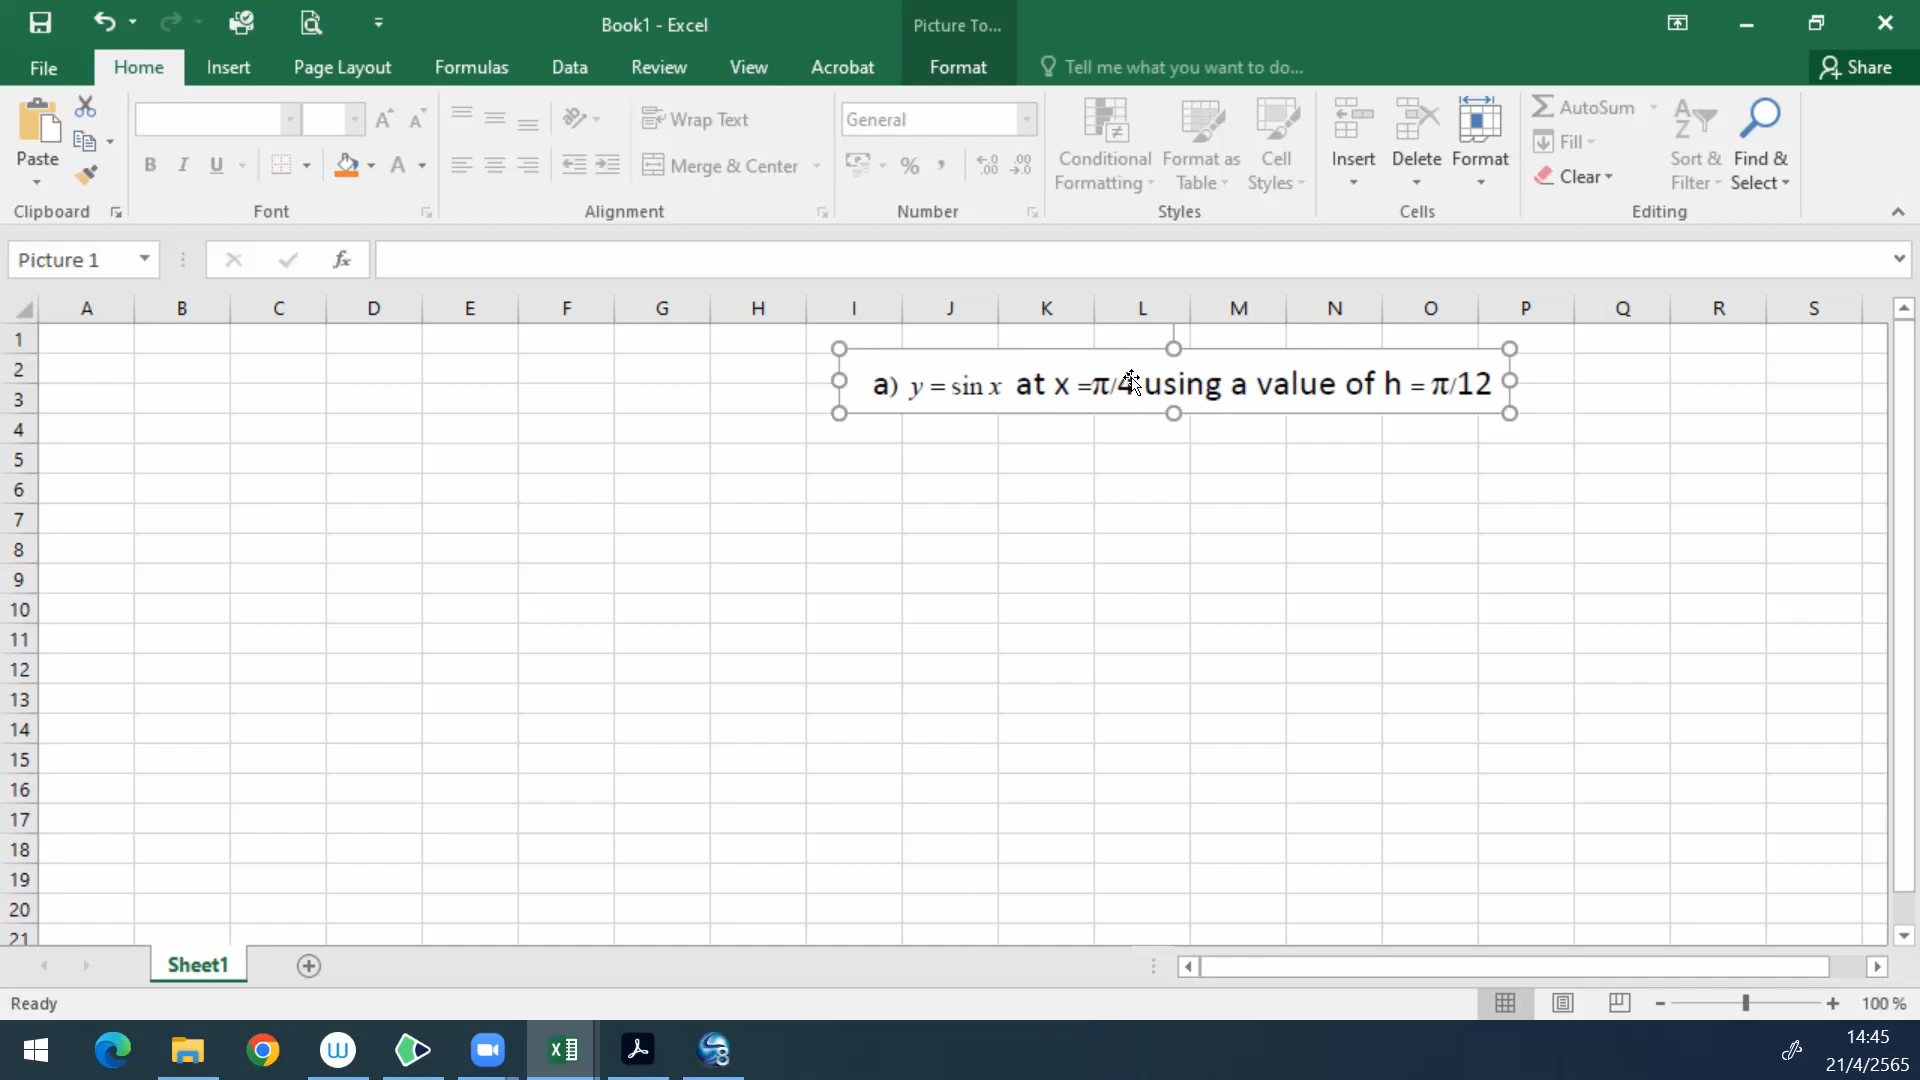 Book1 - Excel
Picture To...
File
Home
Insert
Page Layout
Formulas
Data
Review
View
Acrobat
Format
Tell me what you want to do...
Share
Paste
Clipboard
B I U
A
Font
Wrap Text
Merge & Center
Alignment
General
%
Number
Conditional Formatting
Format as Table
Cell Styles
Styles
Insert
Delete
Format
Cells
AutoSum
Fill
Clear
Sort & Filter
Find & Select
Editing
Picture 1
fx
A B C D E F G H I J K L M N O P Q R S
1
2
3
4
5
6
7
8
9
10
11
12
13
14
15
16
17
18
19
20
21
a) y = sin x at x =π/4 using a value of h = π/12
Sheet1
Ready
100 %
14:45
21/4/2565